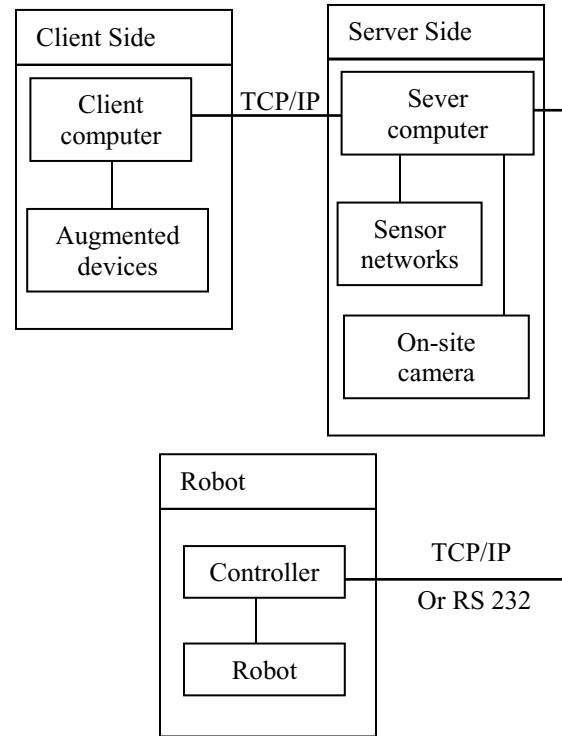 Client Side
Client
computer
Augmented
devices
TCP/IP
Server Side
Sever
computer
Sensor
networks
On-site
camera
Robot
Controller
Robot
TCP/IP
Or RS 232